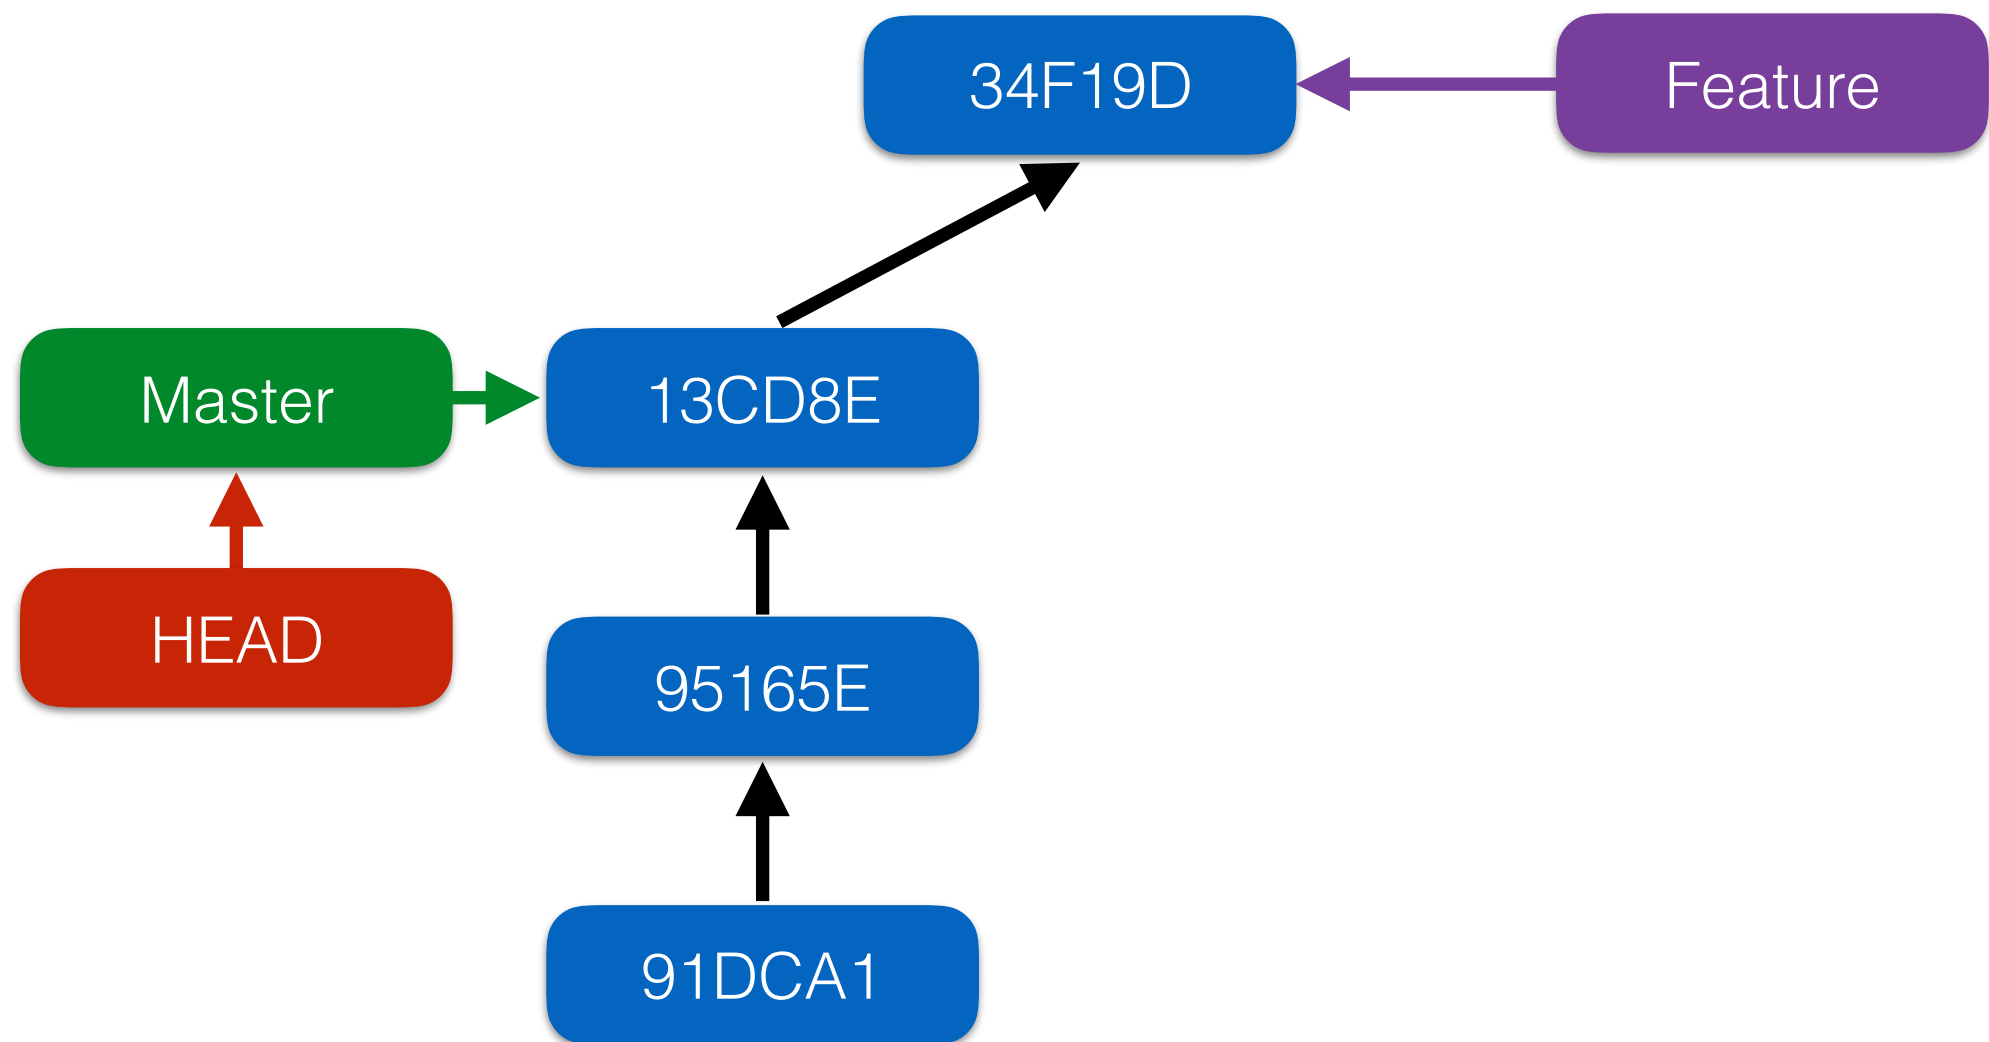 34F19D
Feature
Master
13CD8E
HEAD
95165E
91DCA1